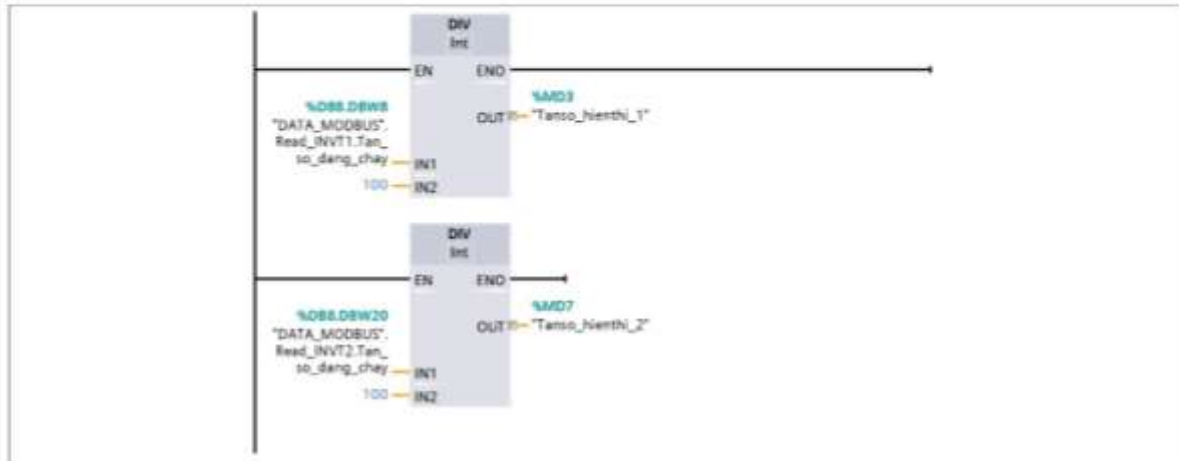 DIV
Int
EN ENO
%DB8.DBW8
"DATA_MODBUS".
Read_INVT1.Tan_
so_dang_chay IN1
100 IN2
%MD3
OUT "Tanso_hienthi_1"
DIV
Int
EN ENO
%DB8.DBW20
"DATA_MODBUS".
Read_INVT2.Tan_
so_dang_chay IN1
100 IN2
%MD7
OUT "Tanso_hienthi_2"